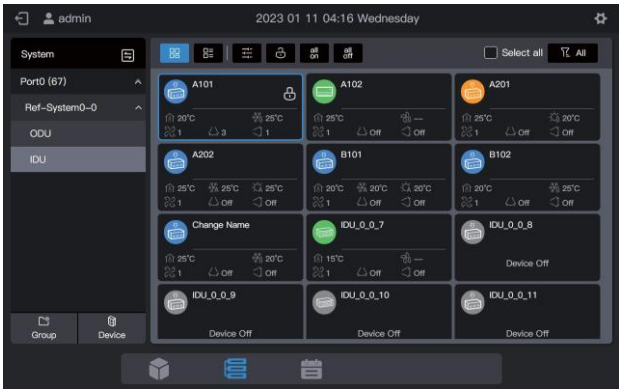 admin
2023 01 11 04:16 Wednesday
System
all on
all off
Select all
All
Port0 (67)
Ref-System0-0
ODU
IDU
A101
20°C 25°C
1 3 1
A102
25°C —
1 Off Off
A201
25°C 20°C
1 Off Off
A202
25°C 25°C 25°C
1 Off Off
B101
20°C 20°C 20°C
1 Off Off
B102
20°C 25°C
1 Off Off
Change Name
25°C 20°C
1 Off Off
IDU_0_0_7
15°C —
1 Off Off
IDU_0_0_8
Device Off
IDU_0_0_9
Device Off
IDU_0_0_10
Device Off
IDU_0_0_11
Device Off
Group
Device